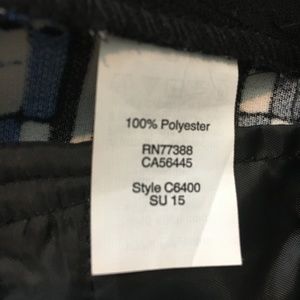 100% Polyester
RN77388
CA56445
Style C6400
SU 15